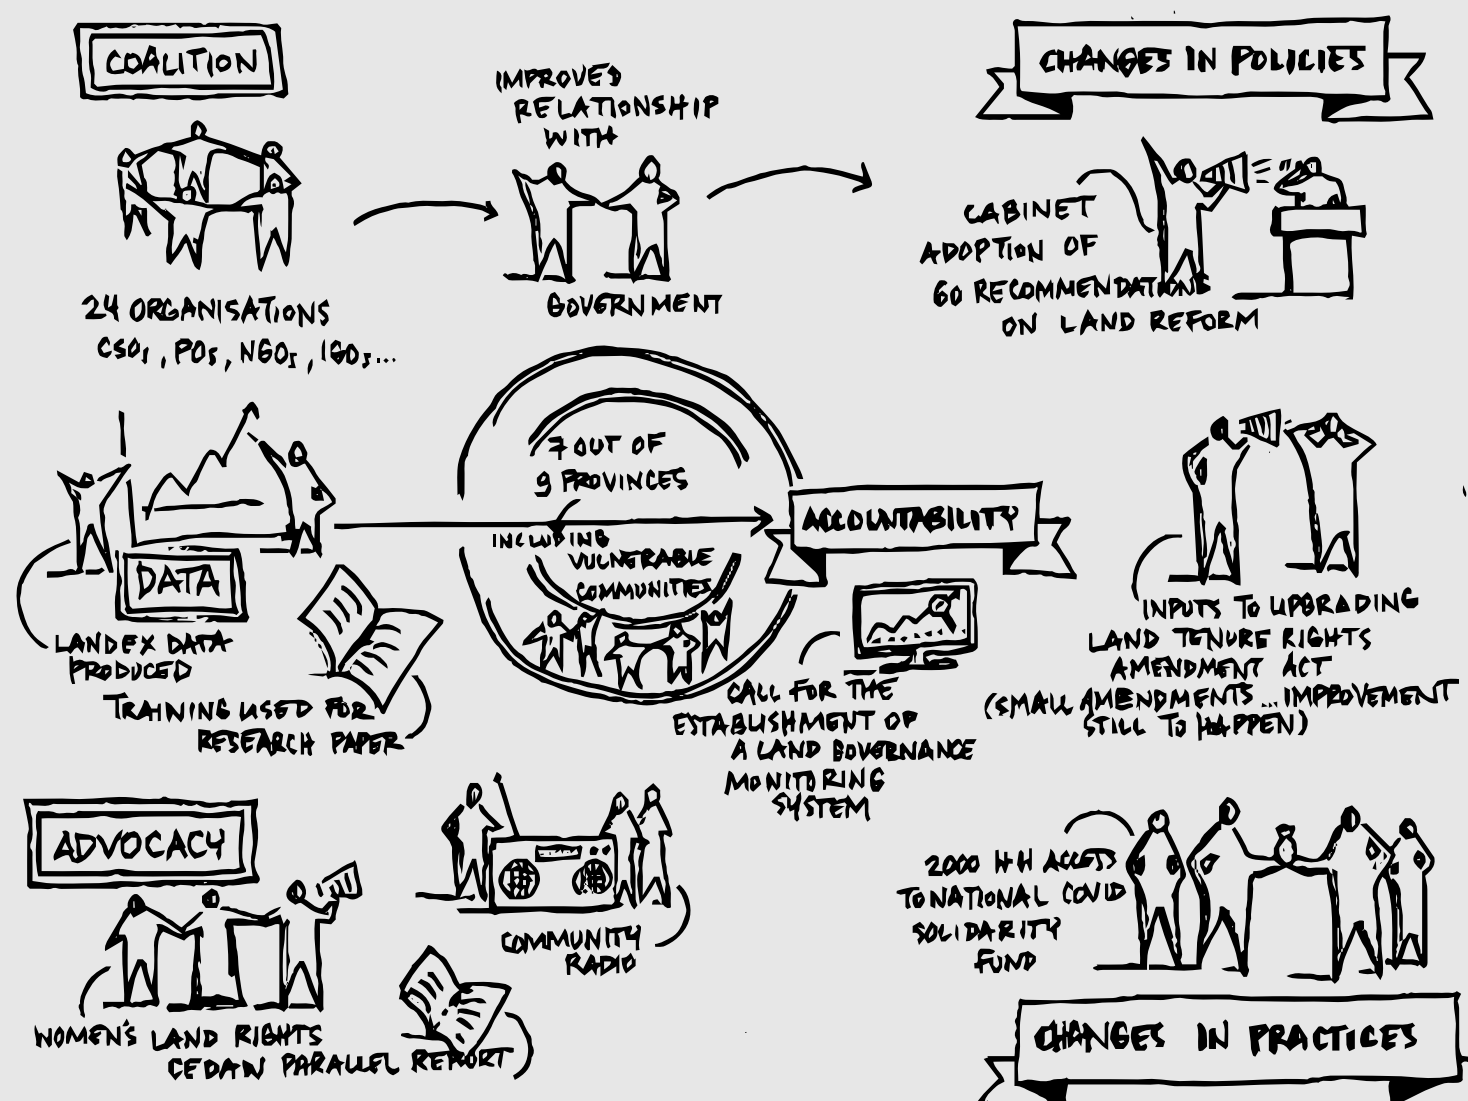 COALITION
24 ORGANISATIONS
CSOs, POs, NGOs, IGOs...
IMPROVED
RELATIONSHIP
WITH
GOVERNMENT
CHANGES IN POLICIES
CABINET
ADOPTION OF
60 RECOMMENDATIONS
ON LAND REFORM
DATA
LANDEX DATA
PRODUCED
TRAINING USED FOR
RESEARCH PAPER
7 OUT OF
9 PROVINCES
INCLUDING
VULNERABLE
COMMUNITIES
ACCOUNTABILITY
CALL FOR THE
ESTABLISHMENT OF
A LAND GOVERNANCE
MONITORING
SYSTEM
INPUTS TO UPGRADING
LAND TENURE RIGHTS
AMENDMENT ACT
(SMALL AMENDMENTS... IMPROVEMENT
STILL TO HAPPEN)
ADVOCACY
WOMEN'S LAND RIGHTS
CEDAW PARALLEL REPORT
COMMUNITY
RADIO
2000 HH ACCESS
TO NATIONAL COVID
SOLIDARITY
FUND
CHANGES IN PRACTICES